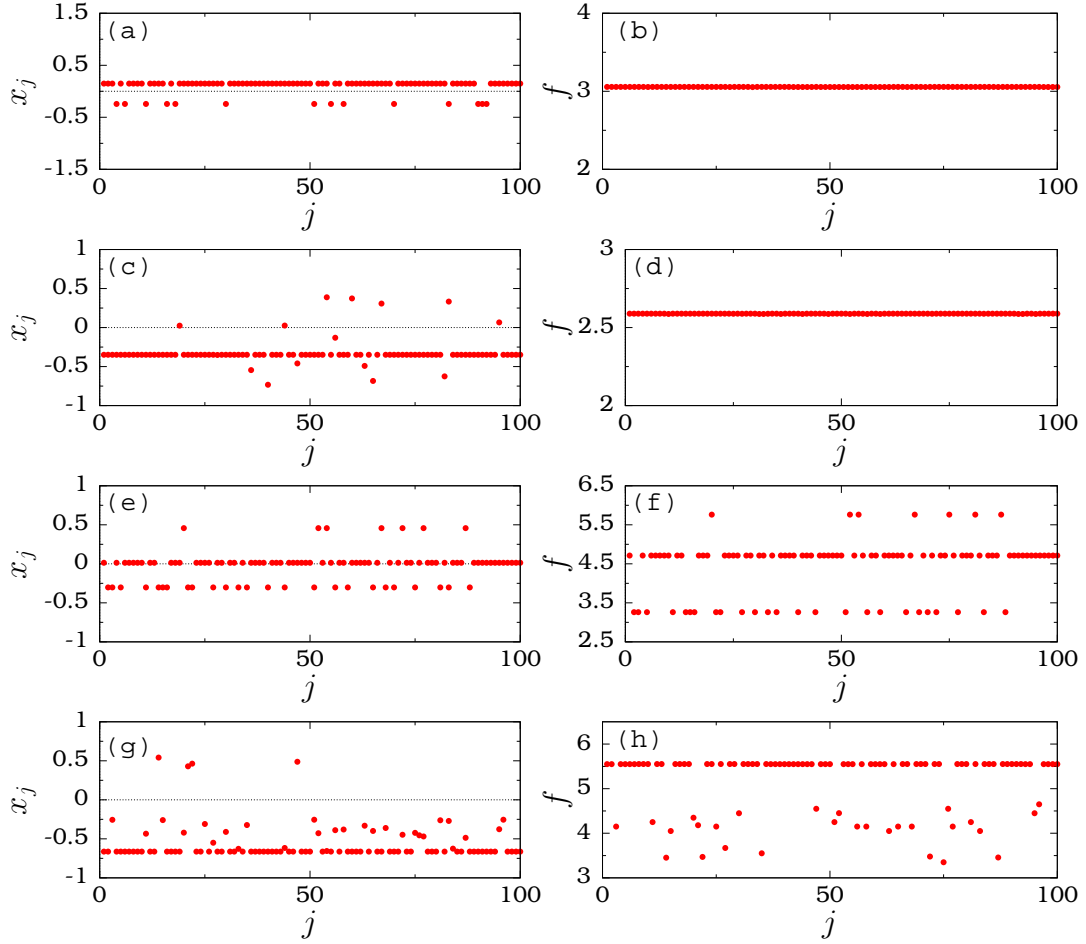 (a) 1.5 0.5 -0.5 -1.5 x_j 0 50 100 j
(b) 4 3 2 f 0 50 100 j
(c) 1 0.5 0 -0.5 -1 x_j 0 50 100 j
(d) 3 2.5 2 f 0 50 100 j
(e) 1 0.5 0 -0.5 -1 x_j 0 50 100 j
(f) 6.5 5.5 4.5 3.5 2.5 f 0 50 100 j
(g) 1 0.5 0 -0.5 -1 x_j 0 50 100 j
(h) 6 5 4 3 f 0 50 100 j